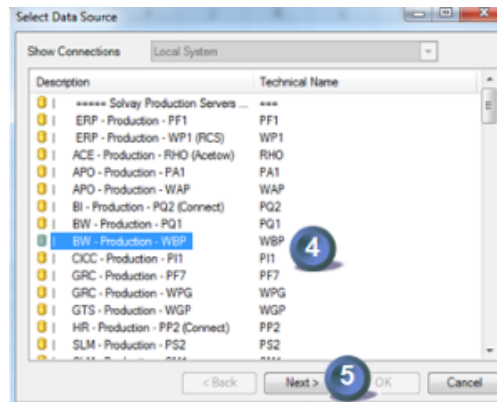 Select Data Source
Show Connections Local System
Description Technical Name
===== Solvay Production Servers ... ===
ERP - Production - PF1 PF1
ERP - Production - WP1 (RCS) WP1
ACE - Production - RHO (Acetow) RHO
APO - Production - PA1 PA1
APO - Production - WAP WAP
BI - Production - PQ2 (Connect) PQ2
BW - Production - PQ1 PQ1
BW - Production - WBP WBP
4
CICC - Production - PI1 PI1
GRC - Production - PF7 PF7
GRC - Production - WPG WPG
GTS - Production - WGP WGP
HR - Production - PP2 (Connect) PP2
SLM - Production - PS2 PS2
< Back Next > 5 OK Cancel